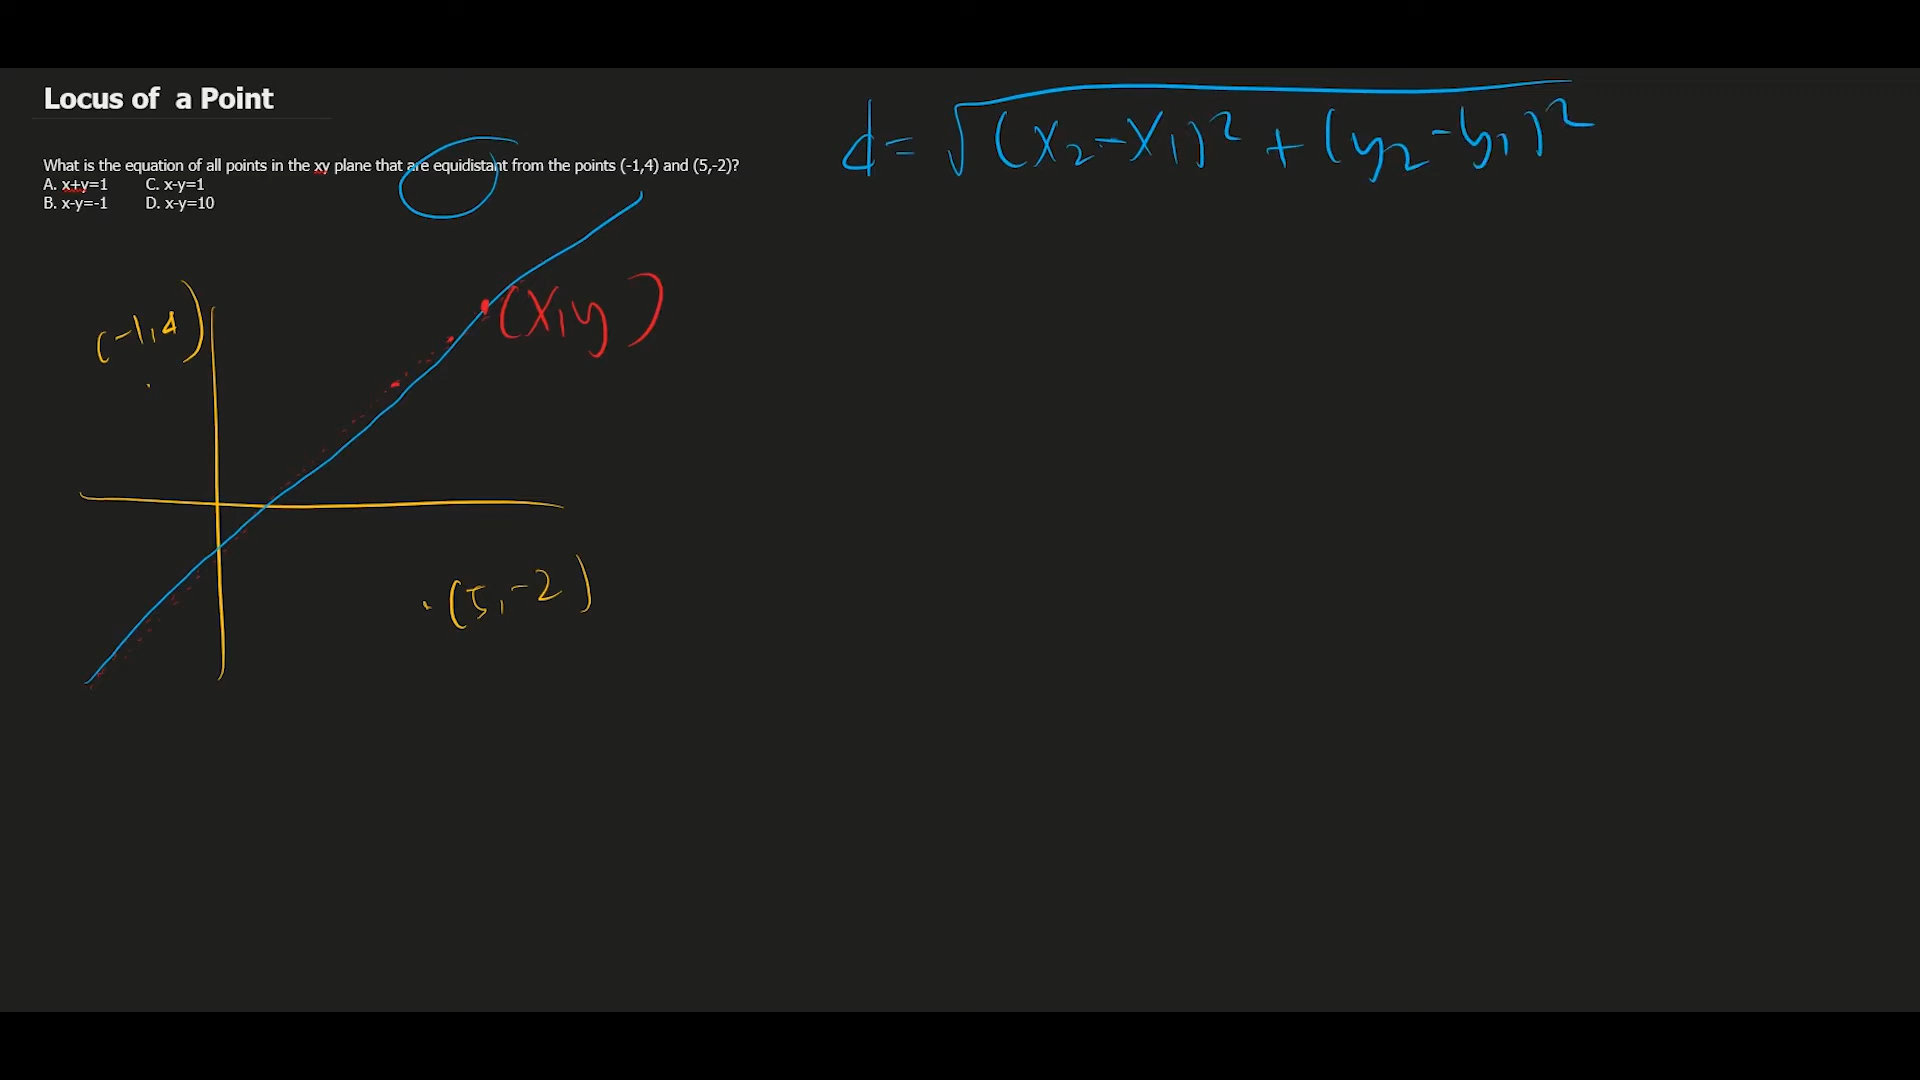 Locus of a Point
d = √(x₂-x₁)² + (y₂-y₁)²
What is the equation of all points in the xy plane that are equidistant from the points (-1,4) and (5,-2)?
A. x+y=1 C. x-y=1
B. x-y=-1 D. x-y=10
(-1,4)
(x,y)
(5,-2)